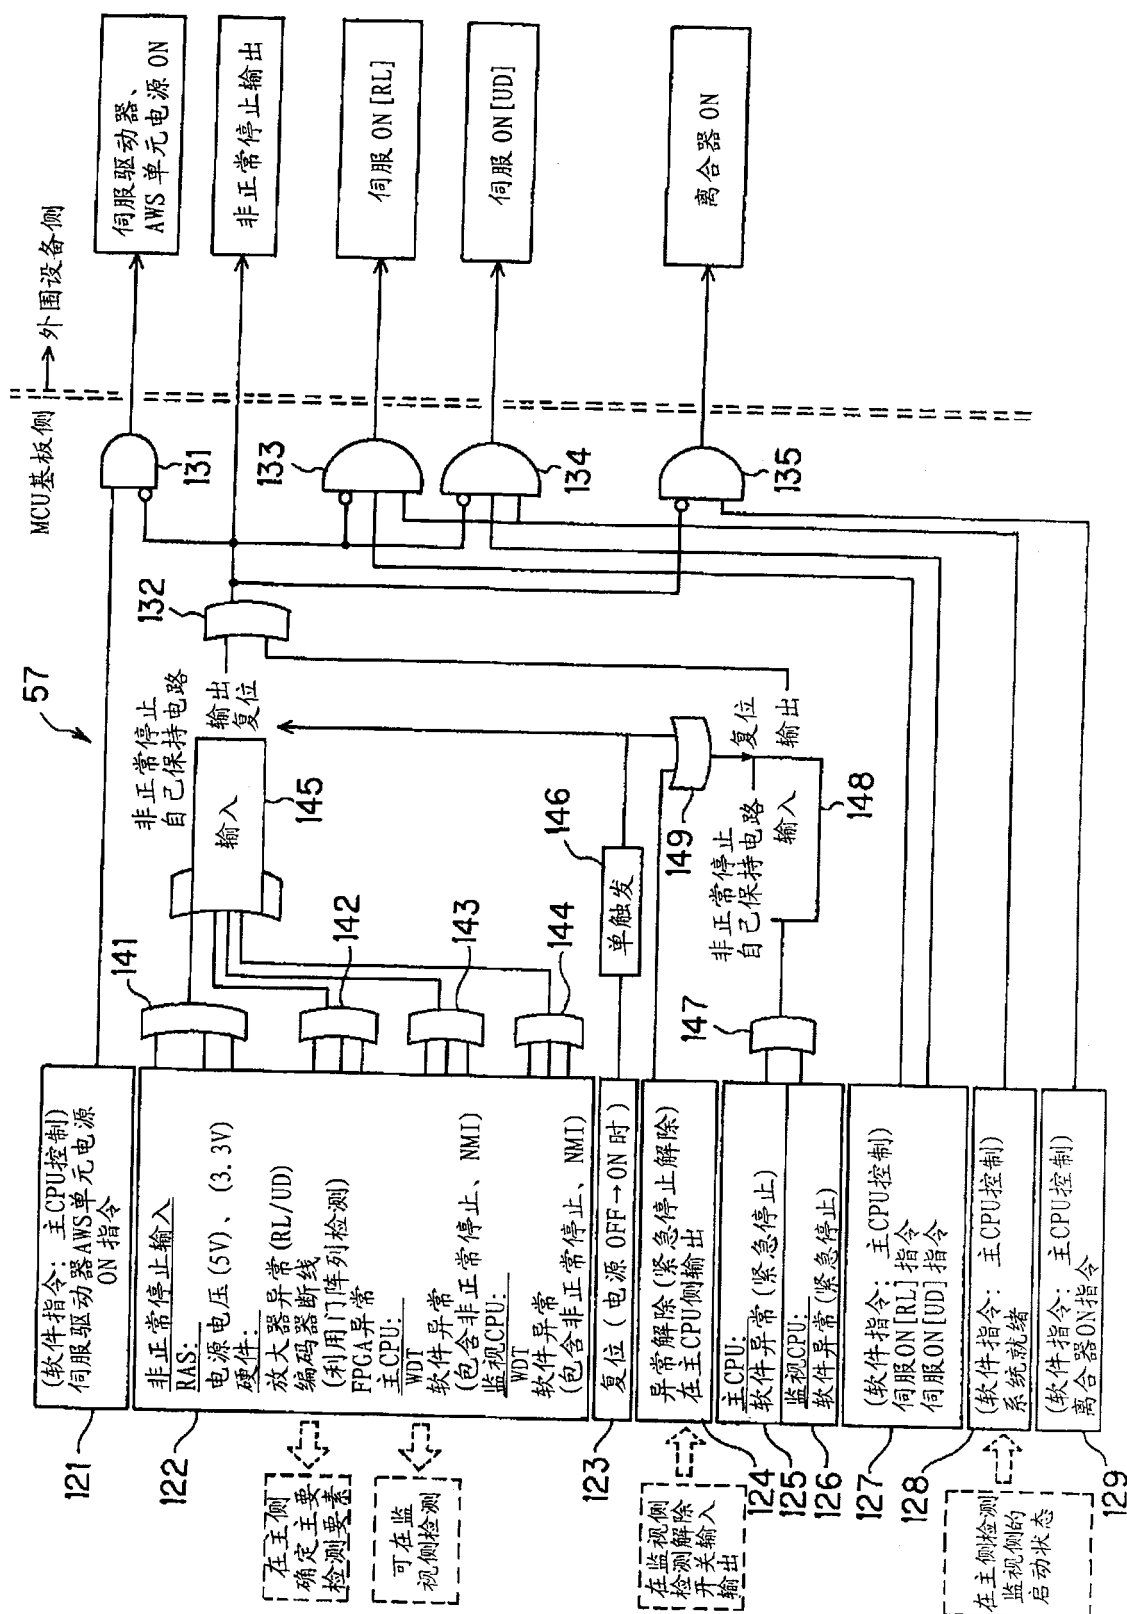 57
MCU基板侧
外围设备侧
(软件指令: 主CPU控制)
伺服驱动器AWS单元电源
ON 指令
121
非正常停止输入
RAS:
电源电压(5V)、(3.3V)
硬件:
放大器异常(RL/UD)
编码器断线
(利用门阵列检测)
FPGA异常
主CPU:
WDT
软件异常
(包含非正常停止、NMI)
监视CPU:
WDT
软件异常
(包含非正常停止、NMI)
122
在主侧
确定主要
检测要素
可在监
视侧检测
复位(电源 OFF→ON 时)
123
异常解除(紧急停止解除)
在主CPU侧输出
124
在监视侧
检测解除
开关输入
输出
主CPU:
软件异常(紧急停止)
125
监视CPU:
软件异常(紧急停止)
126
(软件指令: 主CPU控制)
伺服ON[RL]指令
伺服ON[UD]指令
127
(软件指令: 主CPU控制)
系统就绪
128
在主侧检测
监视侧的
启动状态
(软件指令: 主CPU控制)
离合器ON指令
129
141
142
143
144
非正常停止
自己保持电路
输入
输出
复位
145
单触发
146
147
非正常停止
自己保持电路
输入
复位
输出
148
149
131
132
133
134
135
伺服驱动器、
AWS 单元电源 ON
非正常停止输出
伺服 ON[RL]
伺服 ON[UD]
离合器 ON